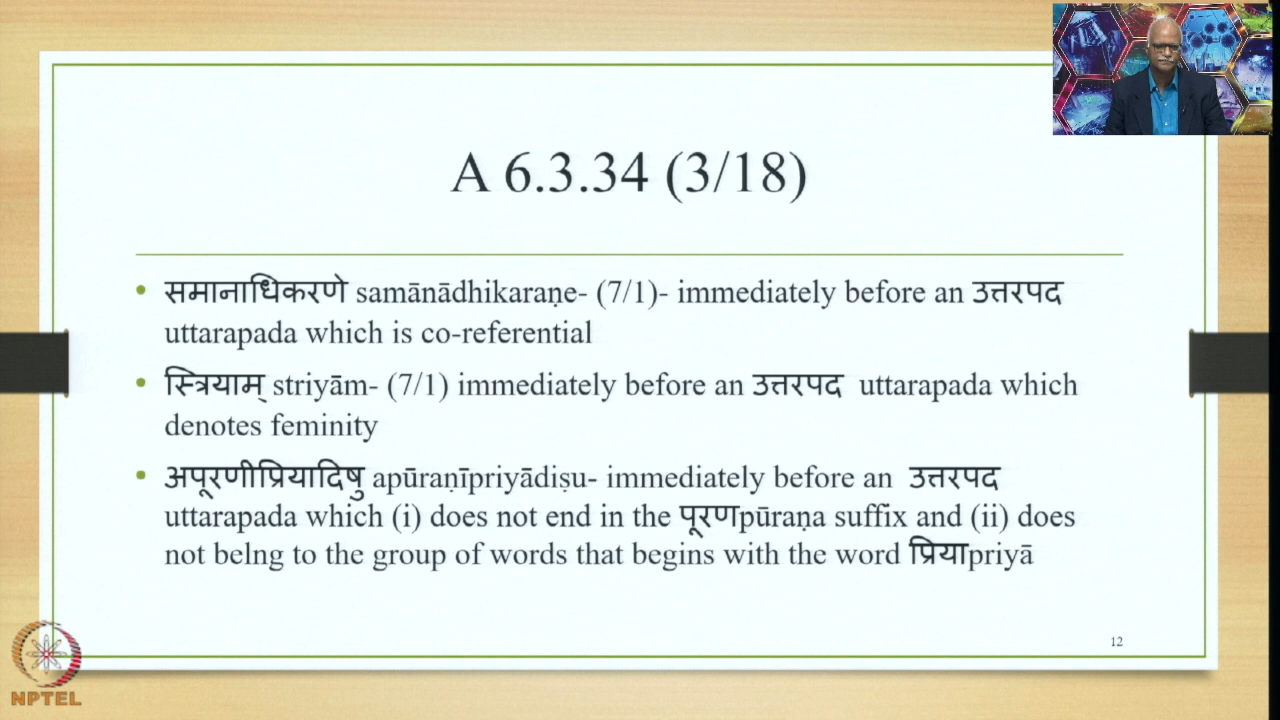 A 6.3.34 (3/18)
• समानाधिकरणे samānādhikaraṇe- (7/1)- immediately before an उत्तरपद
uttarapada which is co-referential
• स्त्रियाम् striyām- (7/1) immediately before an उत्तरपद uttarapada which
denotes feminity
• अपूरणीप्रियादिषु apūraṇīpriyādiṣu- immediately before an उत्तरपद
uttarapada which (i) does not end in the पूरणpūraṇa suffix and (ii) does
not belng to the group of words that begins with the word प्रियाpriyā
12
NPTEL